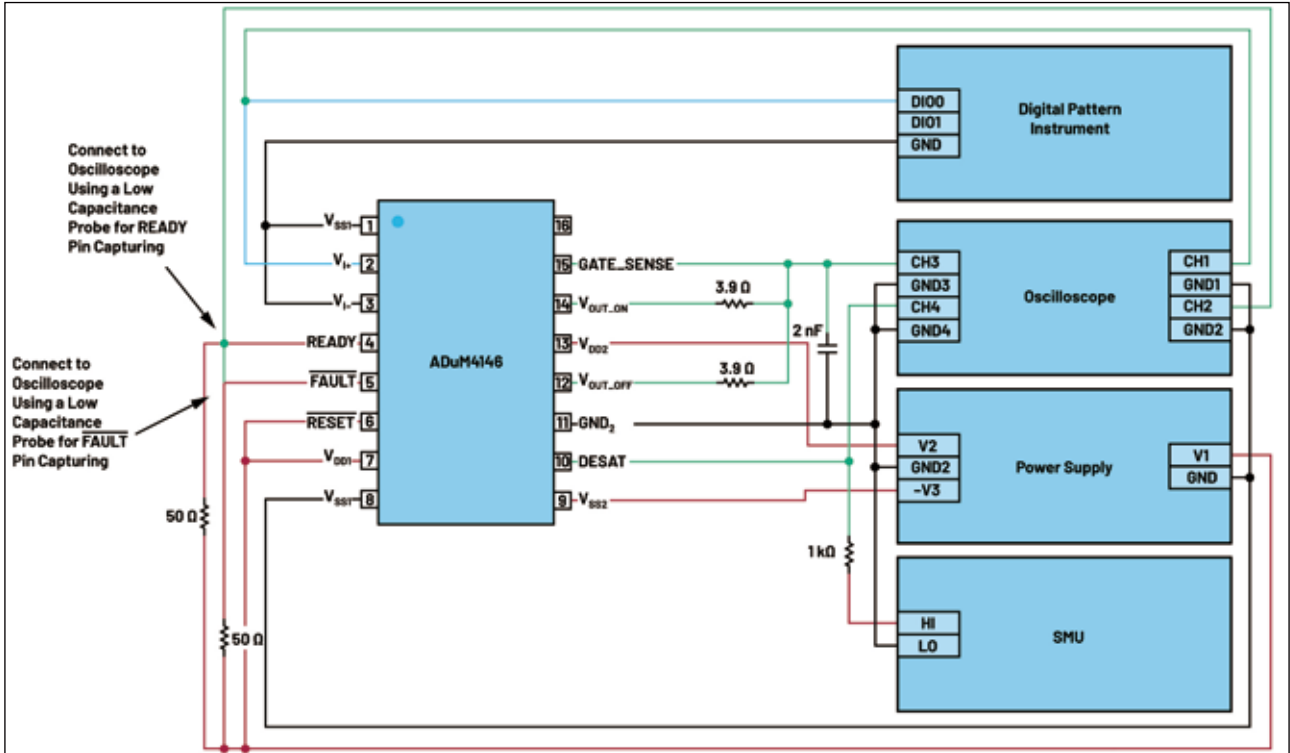 Connect to
Oscilloscope
Using a Low
Capacitance
Probe for READY
Pin Capturing
Connect to
Oscilloscope
Using a Low
Capacitance
Probe for FAULT
Pin Capturing
50 Ω
50 Ω
VSS1 1
VI+ 2
VI− 3
READY 4
FAULT 5
RESET 6
VDD1 7
VSS1 8
ADuM4146
16
15 GATE_SENSE
14 VOUT_ON
13 VDD2
12 VOUT_OFF
11 GND2
10 DESAT
9 VSS2
3.9 Ω
3.9 Ω
2 nF
1 kΩ
DIO0
DIO1
GND
Digital Pattern
Instrument
CH3
GND3
CH4
GND4
Oscilloscope
CH1
GND1
CH2
GND2
V2
GND2
−V3
Power Supply
V1
GND
HI
LO
SMU